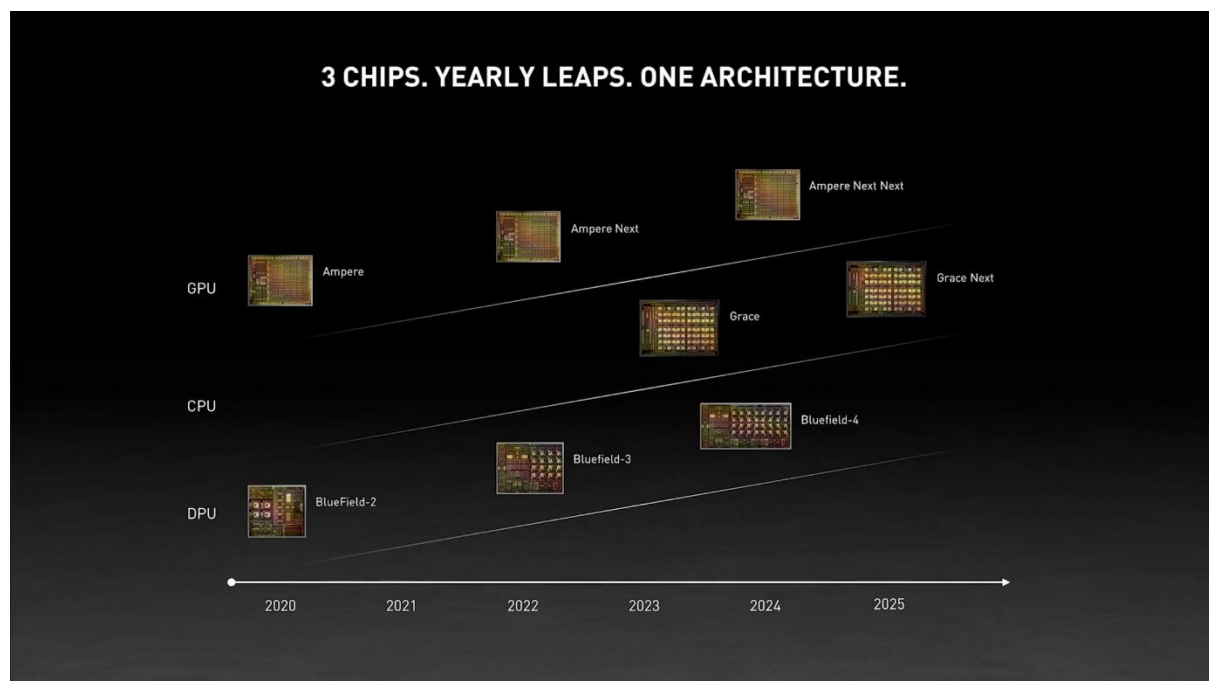 3 CHIPS. YEARLY LEAPS. ONE ARCHITECTURE.
Ampere Next Next
Ampere Next
Ampere
GPU
Grace Next
Grace
CPU
Bluefield-4
Bluefield-3
BlueField-2
DPU
2020 2021 2022 2023 2024 2025